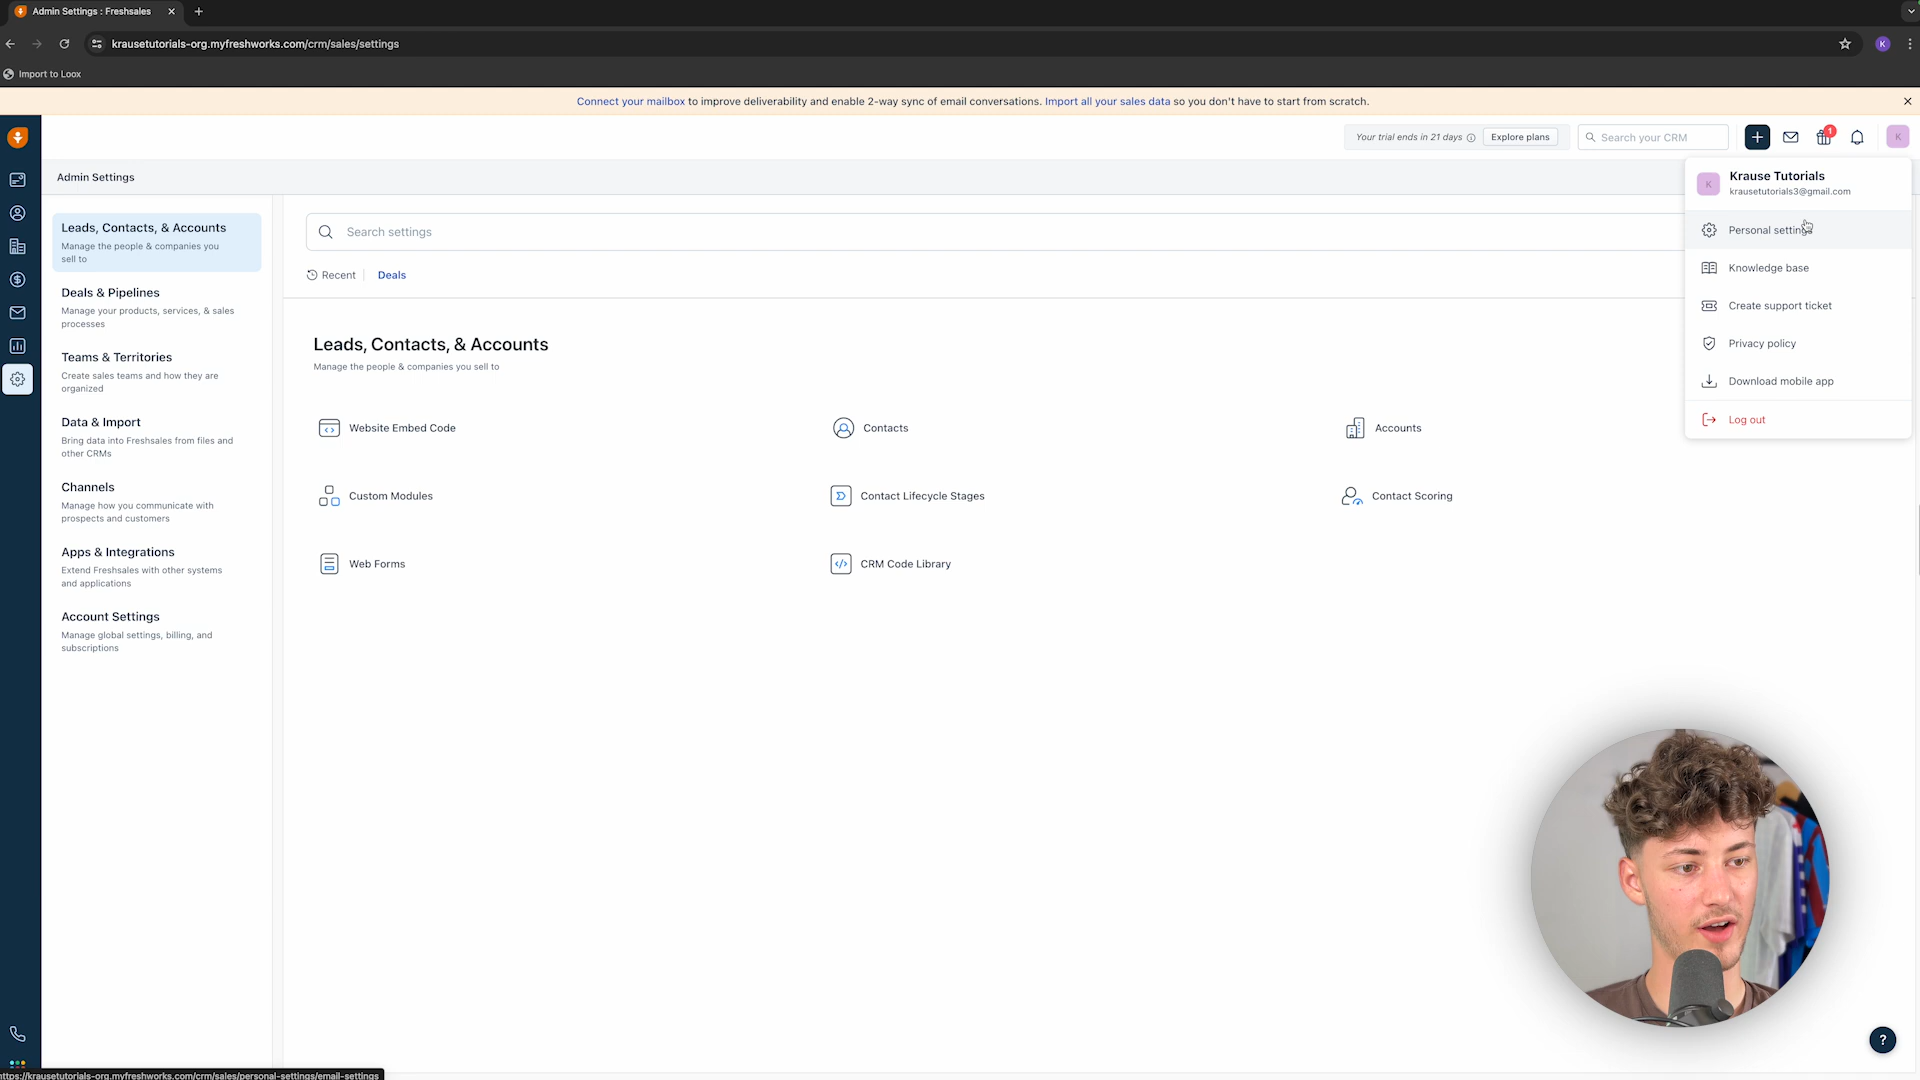 Admin Settings : Freshsales
krausetutorials-org.myfreshworks.com/crm/sales/settings
K
Import to Loox
Connect your mailbox to improve deliverability and enable 2-way sync of email conversations. Import all your sales data so you don't have to start from scratch.
Your trial ends in 21 days
Explore plans
Search your CRM
1
K
Admin Settings
K
Krause Tutorials
krausetutorials3@gmail.com
Personal settings
Knowledge base
Create support ticket
Privacy policy
Download mobile app
Log out
Leads, Contacts, & Accounts
Manage the people & companies you
sell to
Deals & Pipelines
Manage your products, services, & sales
processes
Teams & Territories
Create sales teams and how they are
organized
Data & Import
Bring data into Freshsales from files and
other CRMs
Channels
Manage how you communicate with
prospects and customers
Apps & Integrations
Extend Freshsales with other systems
and applications
Account Settings
Manage global settings, billing, and
subscriptions
Search settings
Recent
Deals
Leads, Contacts, & Accounts
Manage the people & companies you sell to
Website Embed Code
Contacts
Accounts
Custom Modules
Contact Lifecycle Stages
Contact Scoring
Web Forms
CRM Code Library
?
https://krausetutorials-org.myfreshworks.com/crm/sales/personal-settings/email-settings